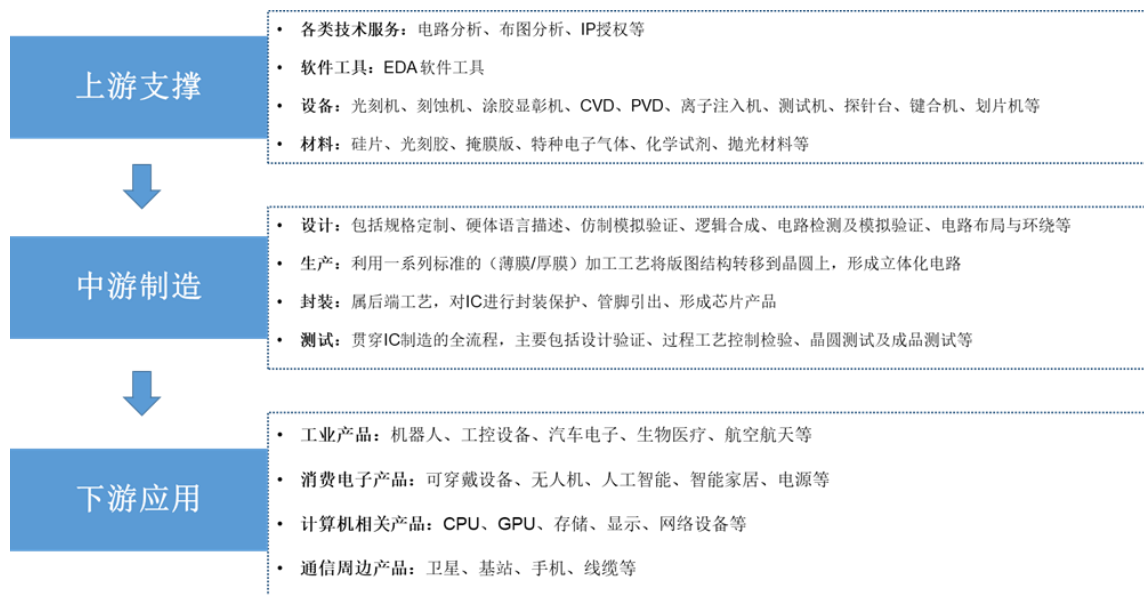 上游支撑
• 各类技术服务：电路分析、布图分析、IP授权等
• 软件工具：EDA软件工具
• 设备：光刻机、刻蚀机、涂胶显彰机、CVD、PVD、离子注入机、测试机、探针台、键合机、划片机等
• 材料：硅片、光刻胶、掩膜版、特种电子气体、化学试剂、抛光材料等
中游制造
• 设计：包括规格定制、硬体语言描述、仿制模拟验证、逻辑合成、电路检测及模拟验证、电路布局与环绕等
• 生产：利用一系列标准的（薄膜/厚膜）加工工艺将版图结构转移到晶圆上，形成立体化电路
• 封装：属后端工艺，对IC进行封装保护、管脚引出、形成芯片产品
• 测试：贯穿IC制造的全流程，主要包括设计验证、过程工艺控制检验、晶圆测试及成品测试等
下游应用
• 工业产品：机器人、工控设备、汽车电子、生物医疗、航空航天等
• 消费电子产品：可穿戴设备、无人机、人工智能、智能家居、电源等
• 计算机相关产品：CPU、GPU、存储、显示、网络设备等
• 通信周边产品：卫星、基站、手机、线缆等